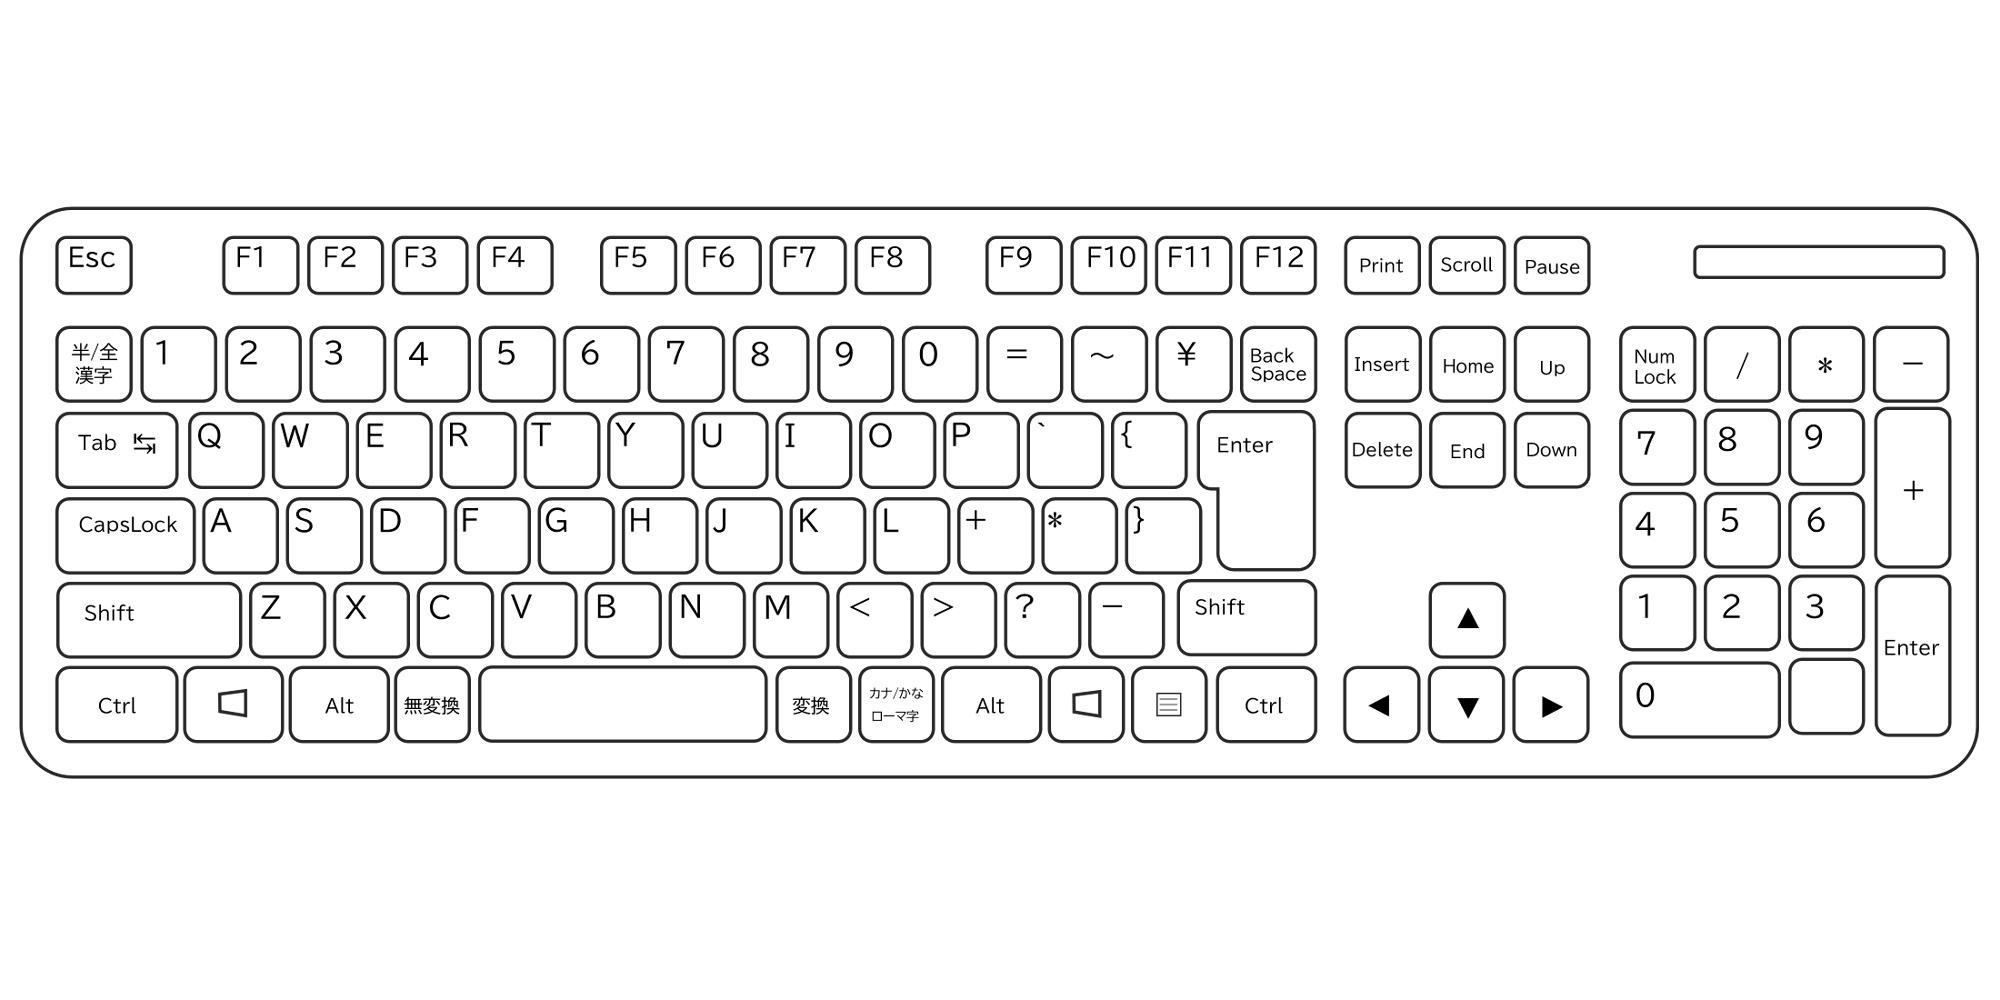 Esc F1 F2 F3 F4 F5 F6 F7 F8 F9 F10 F11 F12 Print Scroll Pause
半/全
漢字
1 2 3 4 5 6 7 8 9 0 = ~ ¥
Back
Space
Insert Home Up
Num
Lock
/ * −
Tab ↹ Q W E R T Y U I O P ` { Enter Delete End Down 7 8 9 +
CapsLock A S D F G H J K L + * } 4 5 6
Shift Z X C V B N M < > ? − Shift ▲ 1 2 3 Enter
Ctrl Alt 無変換 変換
カナ/かな
ローマ字
Alt Ctrl ◀ ▼ ▶ 0